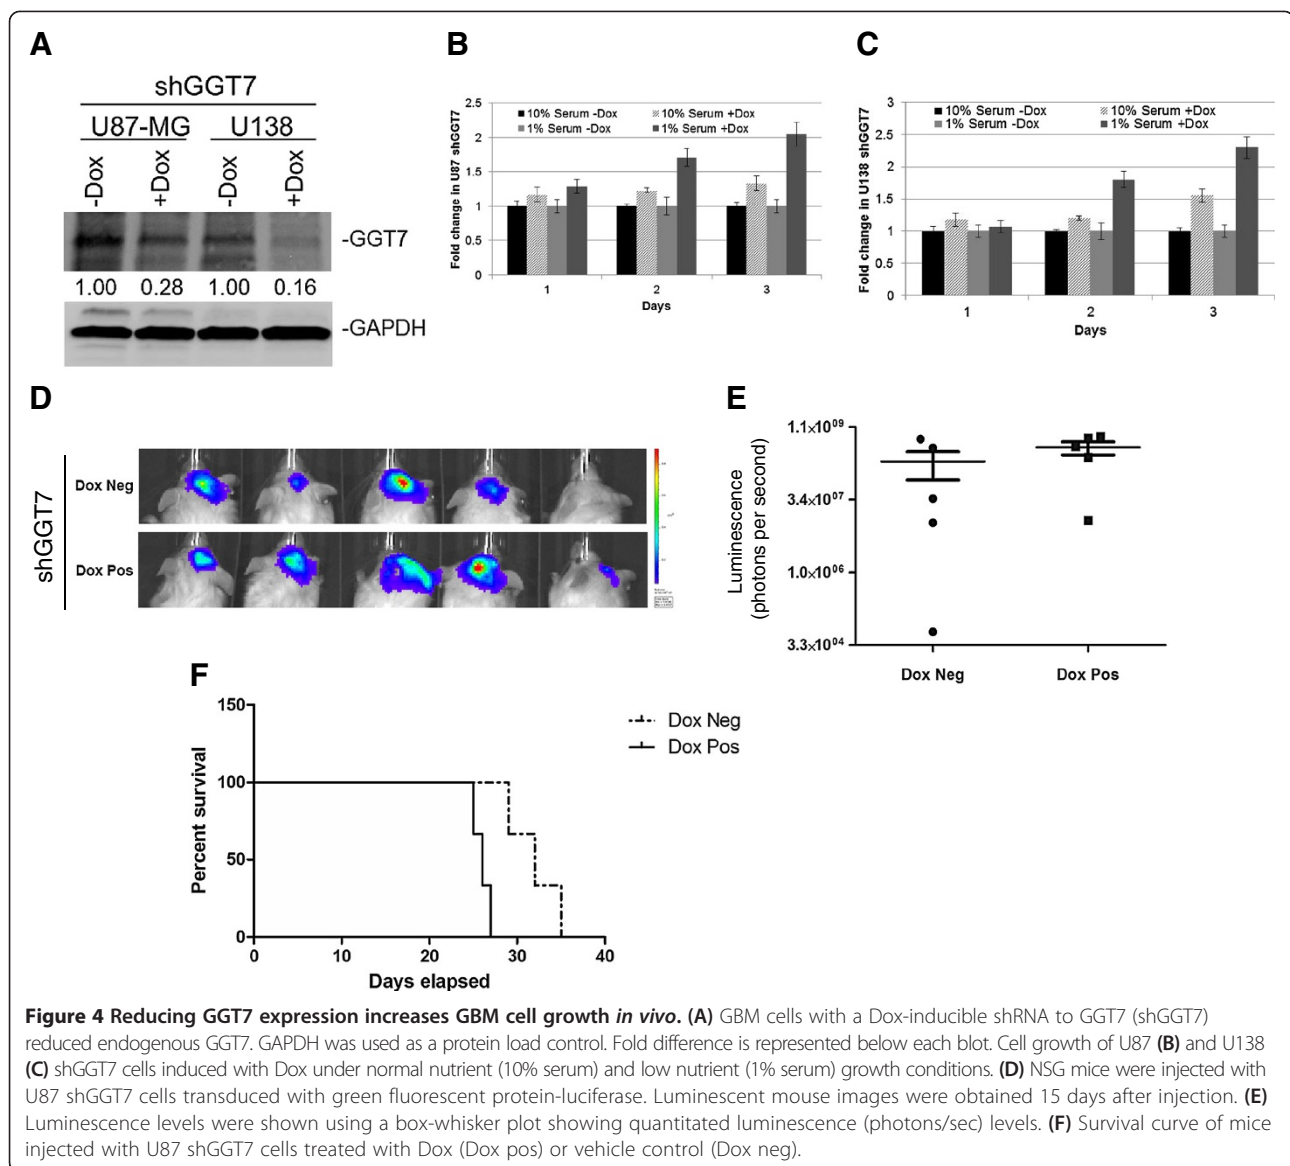 A
shGGT7
U87-MG U138
-Dox +Dox -Dox +Dox
-GGT7
1.00 0.28 1.00 0.16
-GAPDH
B
Fold change in U87 shGGT7
2.5
2
1.5
1
0.5
0
10% Serum -Dox 10% Serum +Dox
1% Serum -Dox 1% Serum +Dox
1 2 3
Days
C
Fold change in U138 shGGT7
3
2.5
2
1.5
1
0.5
0
10% Serum -Dox 10% Serum +Dox
1% Serum -Dox 1% Serum +Dox
1 2 3
Days
D
shGGT7
Dox Neg
Dox Pos
E
Luminescence
(photons per second)
1.1×10⁰⁹
3.4×10⁰⁷
1.0×10⁰⁶
3.3×10⁰⁴
Dox Neg Dox Pos
F
Percent survival
150
100
50
0
0 10 20 30 40
Days elapsed
Dox Neg
Dox Pos
Figure 4 Reducing GGT7 expression increases GBM cell growth in vivo. (A) GBM cells with a Dox-inducible shRNA to GGT7 (shGGT7)
reduced endogenous GGT7. GAPDH was used as a protein load control. Fold difference is represented below each blot. Cell growth of U87 (B) and U138
(C) shGGT7 cells induced with Dox under normal nutrient (10% serum) and low nutrient (1% serum) growth conditions. (D) NSG mice were injected with
U87 shGGT7 cells transduced with green fluorescent protein-luciferase. Luminescent mouse images were obtained 15 days after injection. (E)
Luminescence levels were shown using a box-whisker plot showing quantitated luminescence (photons/sec) levels. (F) Survival curve of mice
injected with U87 shGGT7 cells treated with Dox (Dox pos) or vehicle control (Dox neg).